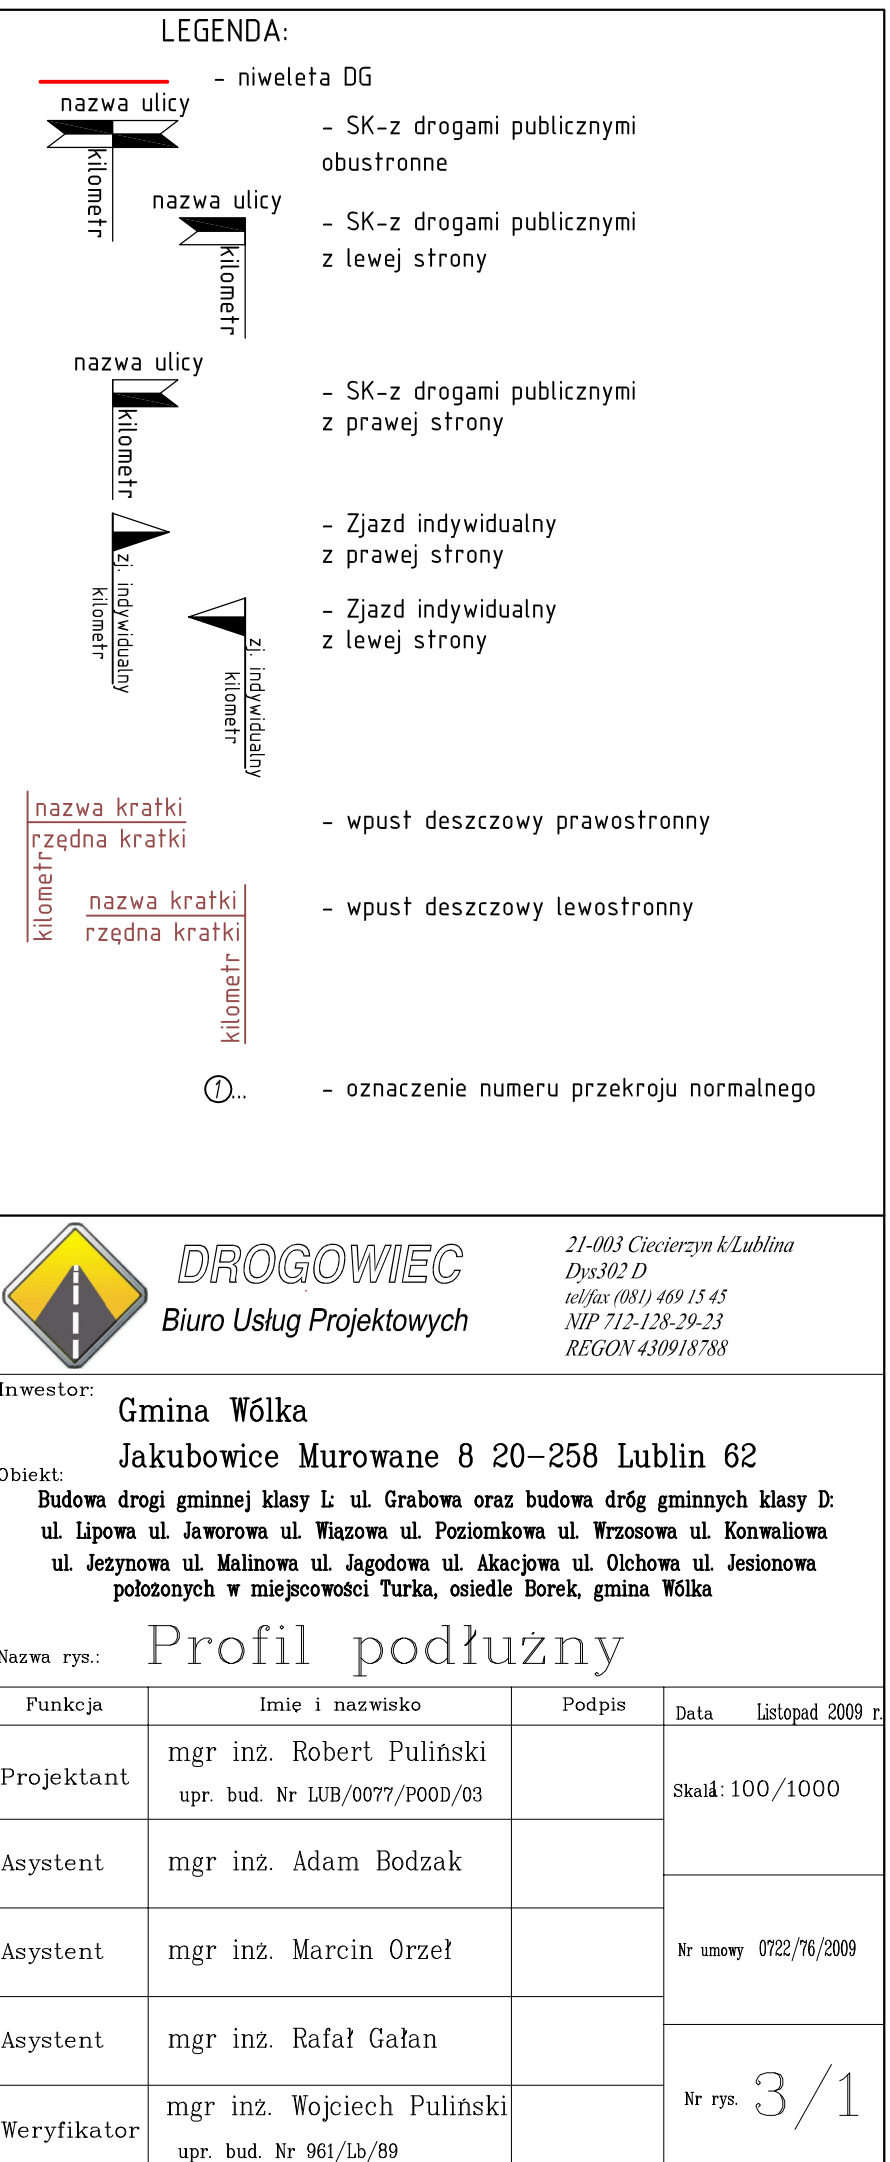 LEGENDA:
- niweleta DG
nazwa ulicy
kilometr
- SK-z drogami publicznymi
obustronne
nazwa ulicy
kilometr
- SK-z drogami publicznymi
z lewej strony
nazwa ulicy
kilometr
- SK-z drogami publicznymi
z prawej strony
zj. indywidualny
kilometr
- Zjazd indywidualny
z prawej strony
zj. indywidualny
kilometr
- Zjazd indywidualny
z lewej strony
nazwa kratki
rzędna kratki
kilometr
- wpust deszczowy prawostronny
nazwa kratki
rzędna kratki
kilometr
- wpust deszczowy lewostronny
1...
- oznaczenie numeru przekroju normalnego
DROGOWIEC
Biuro Usług Projektowych
21-003 Ciecierzyn k/Lublina
Dys302 D
tel/fax (081) 469 15 45
NIP 712-128-29-23
REGON 430918788
Inwestor:
Gmina Wólka
Jakubowice Murowane 8 20-258 Lublin 62
Obiekt:
Budowa drogi gminnej klasy L: ul. Grabowa oraz budowa dróg gminnych klasy D:
ul. Lipowa ul. Jaworowa ul. Wiązowa ul. Poziomkowa ul. Wrzosowa ul. Konwaliowa
ul. Jeżynowa ul. Malinowa ul. Jagodowa ul. Akacjowa ul. Olchowa ul. Jesionowa
położonych w miejscowości Turka, osiedle Borek, gmina Wólka
Nazwa rys.: Profil podłużny
Funkcja Imię i nazwisko Podpis Data Listopad 2009 r.
Projektant mgr inż. Robert Puliński
upr. bud. Nr LUB/0077/POOD/03
Skala 1:100/1000
Asystent mgr inż. Adam Bodzak
Asystent mgr inż. Marcin Orzeł
Nr umowy 0722/76/2009
Asystent mgr inż. Rafał Gałan
Weryfikator mgr inż. Wojciech Puliński
upr. bud. Nr 961/Lb/89
Nr rys. 3/1